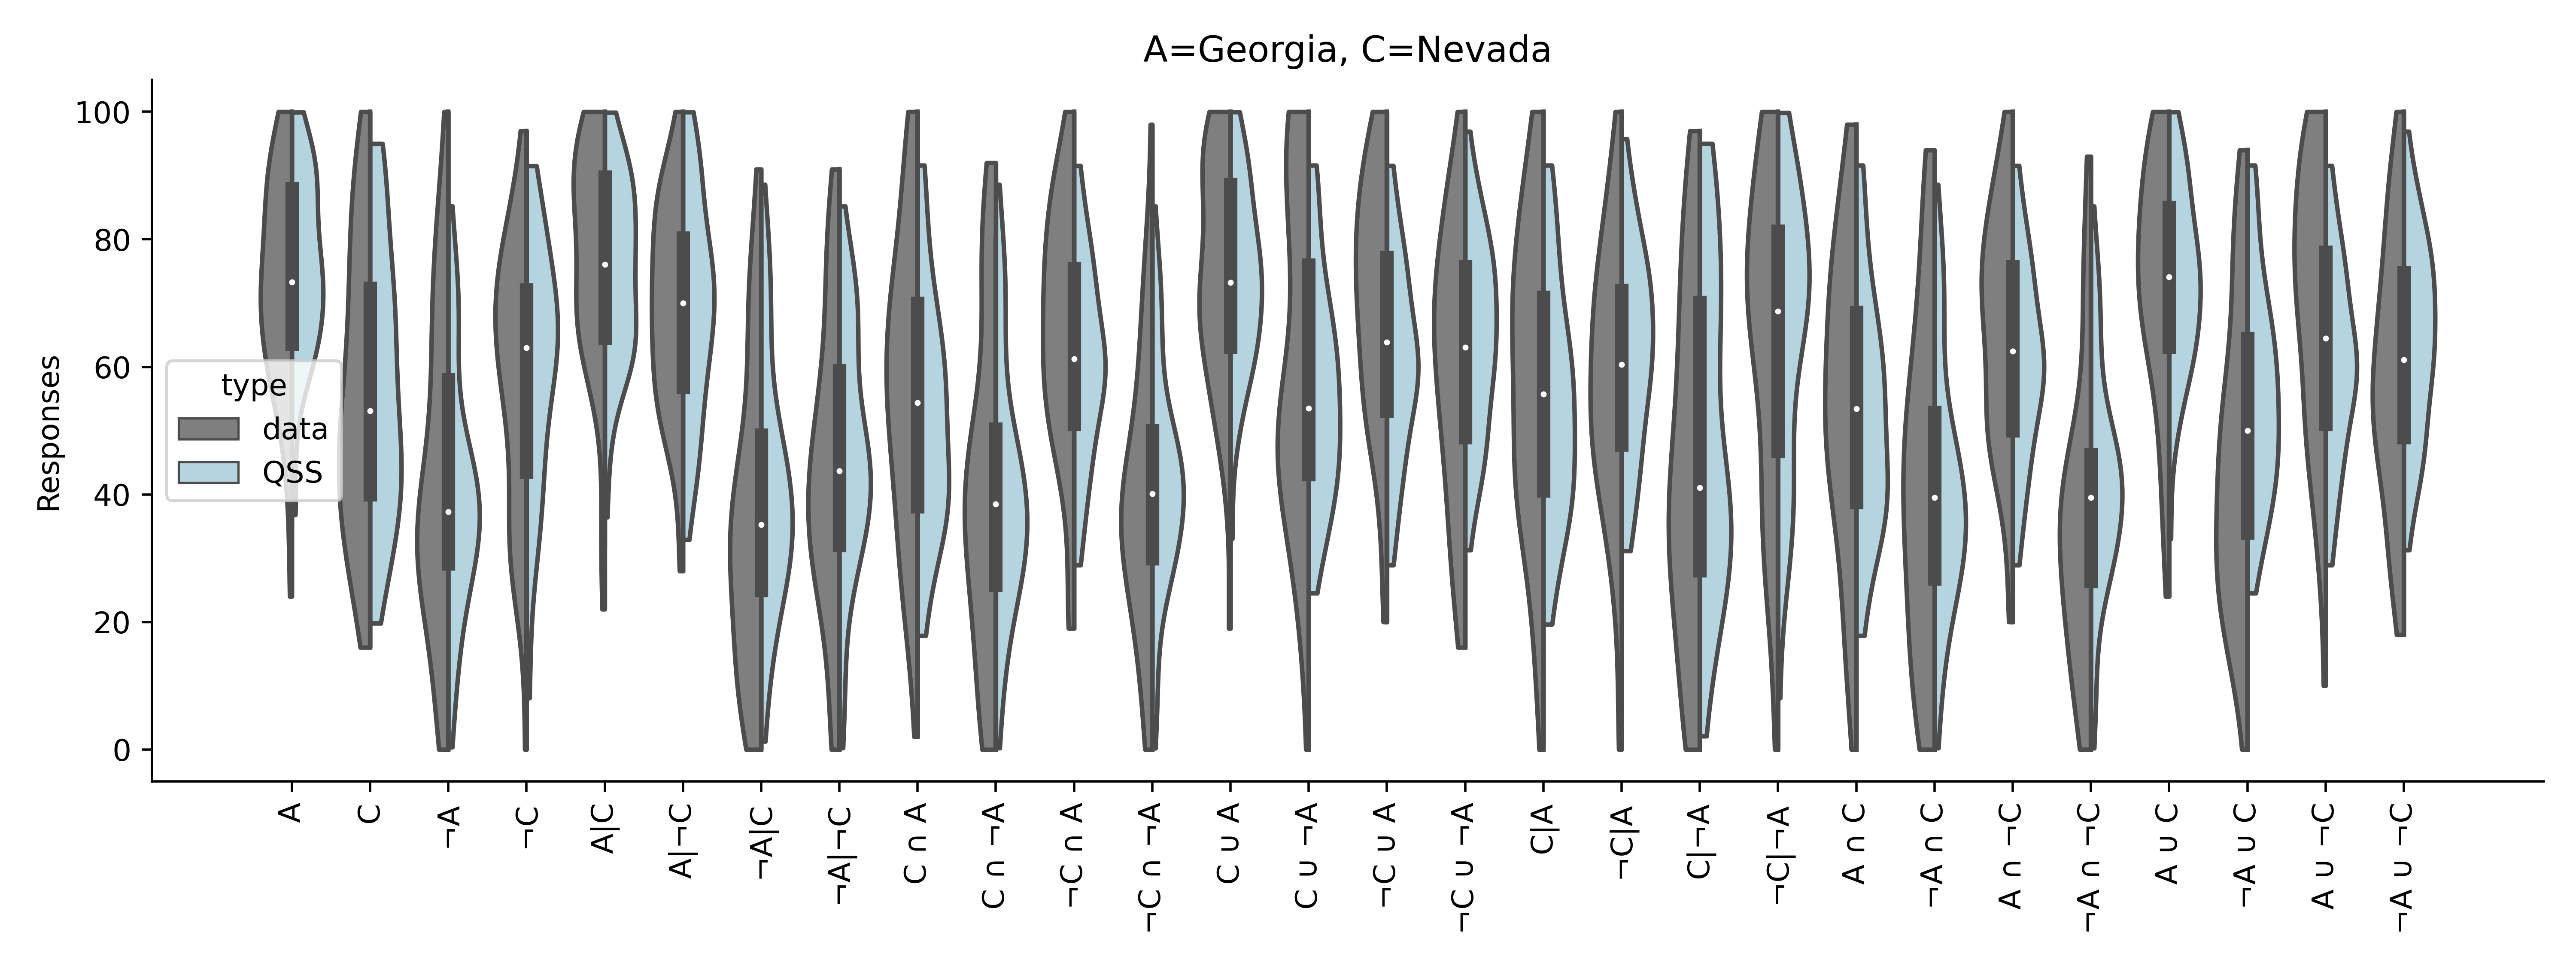 A=Georgia, C=Nevada
Responses
100
80
60
40
20
0
type
data
QSS
A
C
¬A
¬C
A|C
A|¬C
¬A|C
¬A|¬C
C ∩ A
C ∩ ¬A
¬C ∩ A
¬C ∩ ¬A
C ∪ A
C ∪ ¬A
¬C ∪ A
¬C ∪ ¬A
C|A
¬C|A
C|¬A
¬C|¬A
A ∩ C
¬A ∩ C
A ∩ ¬C
¬A ∩ ¬C
A ∪ C
¬A ∪ C
A ∪ ¬C
¬A ∪ ¬C